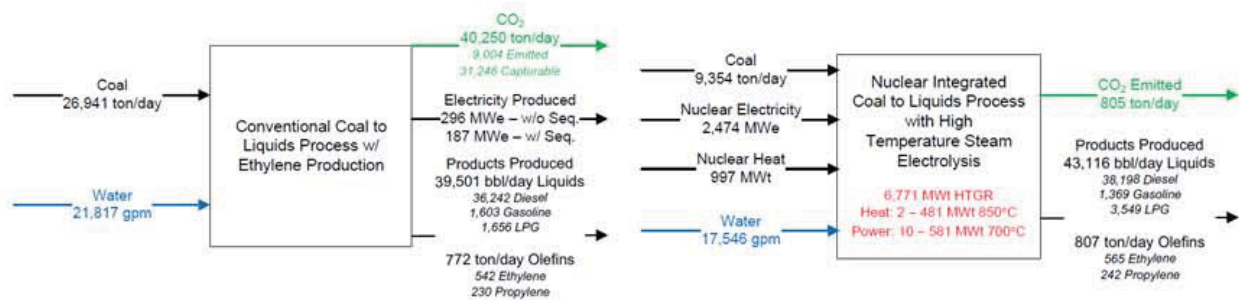 CO2
40,250 ton/day
9,004 Emitted
31,246 Capturable
Coal
26,941 ton/day
Conventional Coal to
Liquids Process w/
Ethylene Production
Electricity Produced
296 MWe – w/o Seq.
187 MWe – w/ Seq.
Products Produced
39,501 bbl/day Liquids
36,242 Diesel
1,603 Gasoline
1,656 LPG
Water
21,817 gpm
772 ton/day Olefins
542 Ethylene
230 Propylene
Coal
9,354 ton/day
Nuclear Electricity
2,474 MWe
Nuclear Heat
997 MWt
Water
17,546 gpm
Nuclear Integrated
Coal to Liquids Process
with High
Temperature Steam
Electrolysis
6,771 MWt HTGR
Heat: 2 – 481 MWt 850°C
Power: 10 – 581 MWt 700°C
CO2 Emitted
805 ton/day
Products Produced
43,116 bbl/day Liquids
38,198 Diesel
1,369 Gasoline
3,549 LPG
807 ton/day Olefins
565 Ethylene
242 Propylene